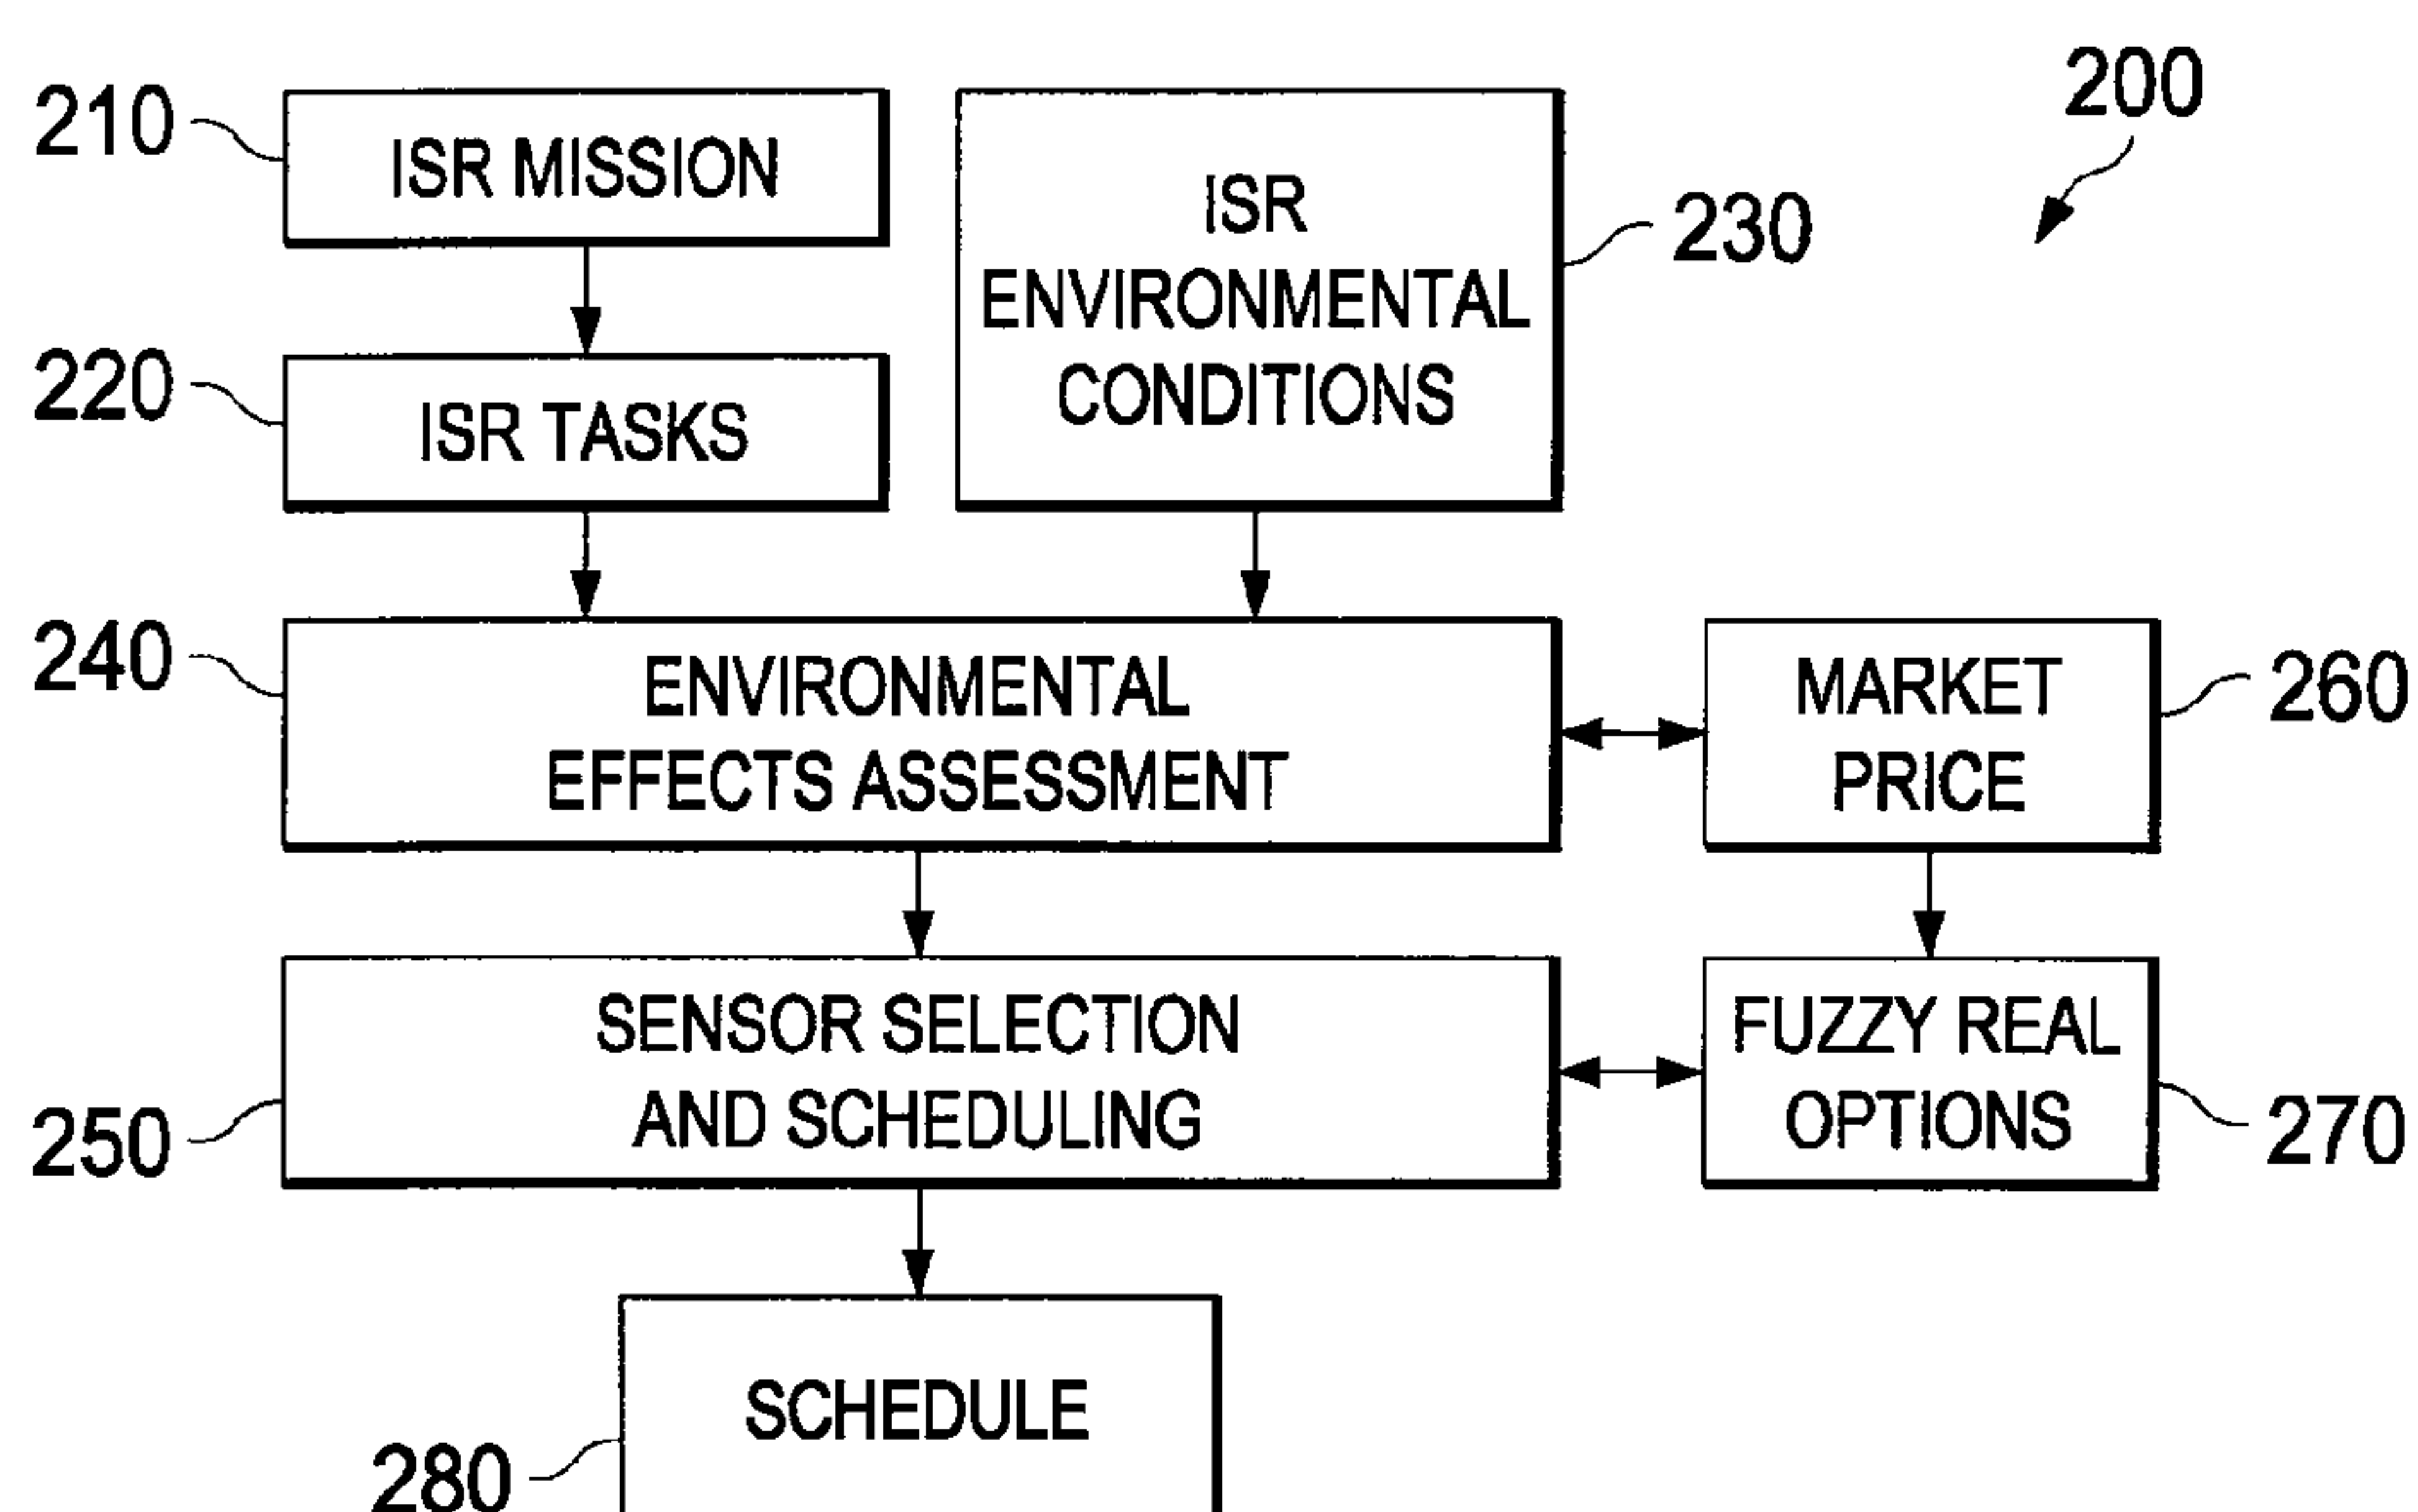 200
210
ISR MISSION
ISR
ENVIRONMENTAL
CONDITIONS
230
220
ISR TASKS
240
ENVIRONMENTAL
EFFECTS ASSESSMENT
MARKET
PRICE
260
250
SENSOR SELECTION
AND SCHEDULING
FUZZY REAL
OPTIONS
270
SCHEDULE
280